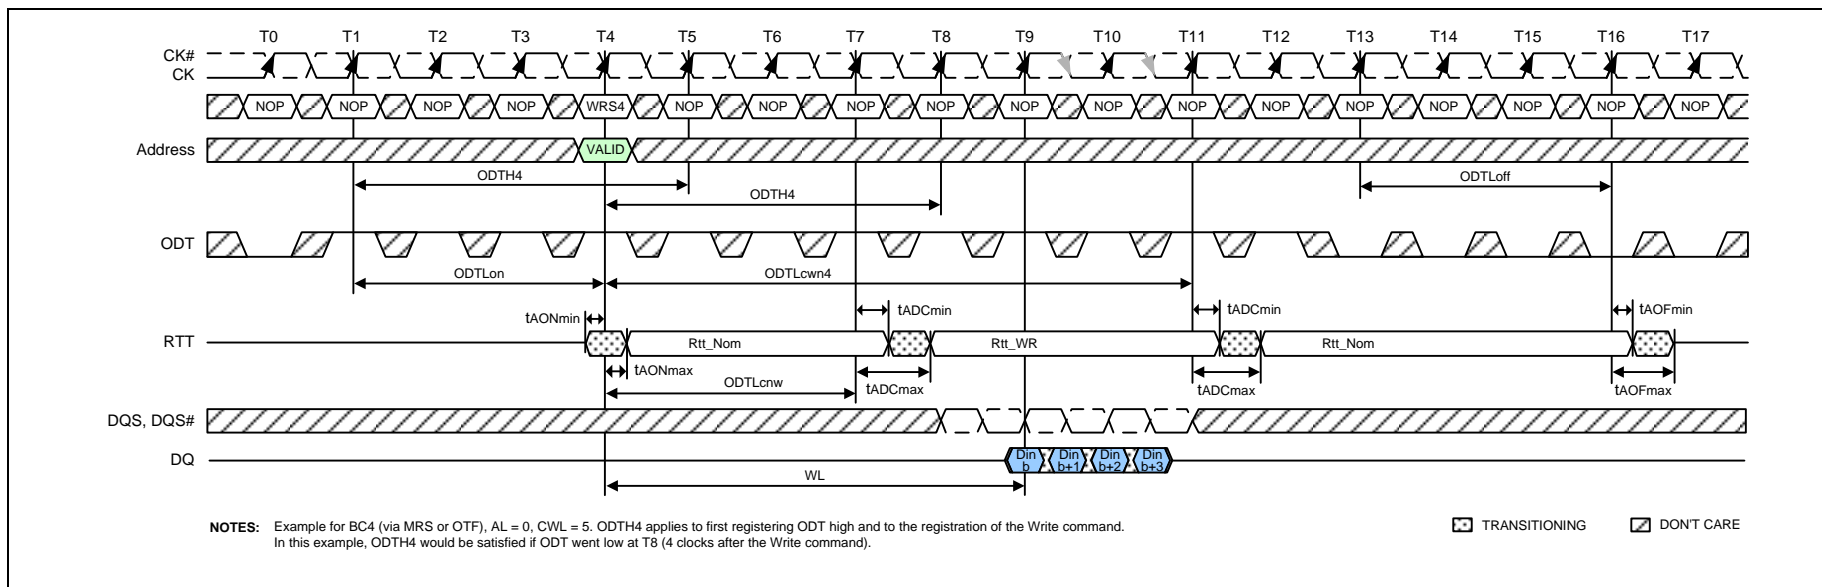 T0 T1 T2 T3 T4 T5 T6 T7 T8 T9 T10 T11 T12 T13 T14 T15 T16 T17
CK#
CK
NOP NOP NOP NOP WRS4 NOP NOP NOP NOP NOP NOP NOP NOP NOP NOP NOP NOP NOP
Address VALID
ODTH4 ODTLoff
ODTH4
ODT
ODTLon ODTLcwn4
tAONmin tADCmin tADCmin tAOFmin
RTT Rtt_Nom Rtt_WR Rtt_Nom
tAONmax ODTLcnw tADCmax tADCmax tAOFmax
DQS, DQS#
DQ Din b Din b+1 Din b+2 Din b+3
WL
NOTES: Example for BC4 (via MRS or OTF), AL = 0, CWL = 5. ODTH4 applies to first registering ODT high and to the registration of the Write command.
In this example, ODTH4 would be satisfied if ODT went low at T8 (4 clocks after the Write command).
TRANSITIONING DON'T CARE